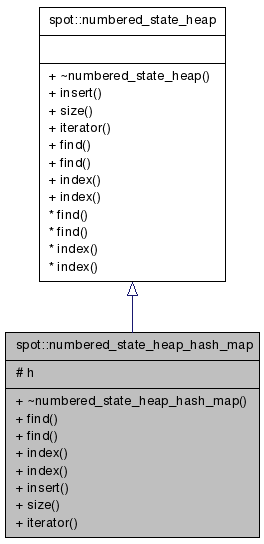 spot::numbered_state_heap
+ ~numbered_state_heap()
+ insert()
+ size()
+ iterator()
+ find()
+ find()
+ index()
+ index()
* find()
* find()
* index()
* index()
spot::numbered_state_heap_hash_map
# h
+ ~numbered_state_heap_hash_map()
+ find()
+ find()
+ index()
+ index()
+ insert()
+ size()
+ iterator()